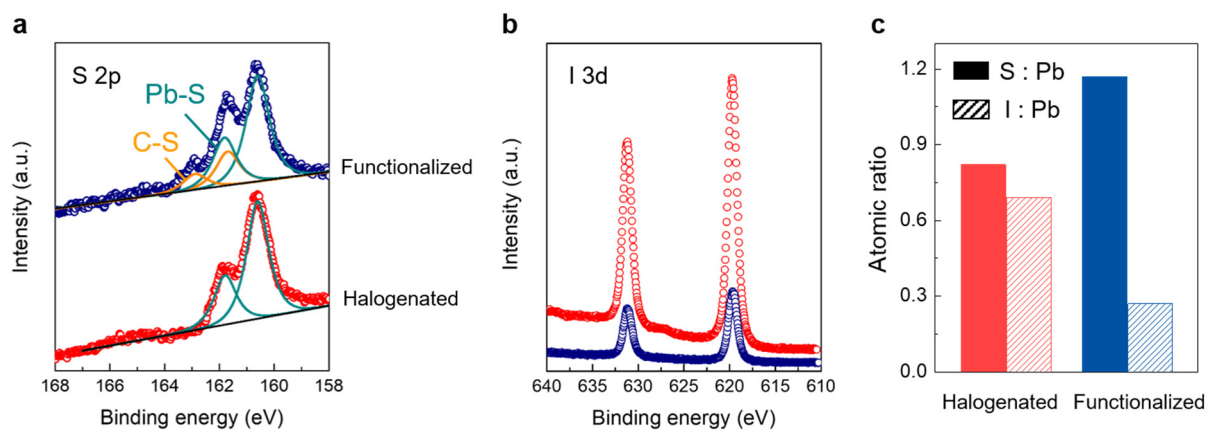 a
S 2p
Pb-S
C-S
Functionalized
Halogenated
Intensity (a.u.)
168 166 164 162 160 158
Binding energy (eV)
b
I 3d
Intensity (a.u.)
640 635 630 625 620 615 610
Binding energy (eV)
c
S : Pb
I : Pb
Atomic ratio
1.2
0.9
0.6
0.3
0.0
Halogenated Functionalized